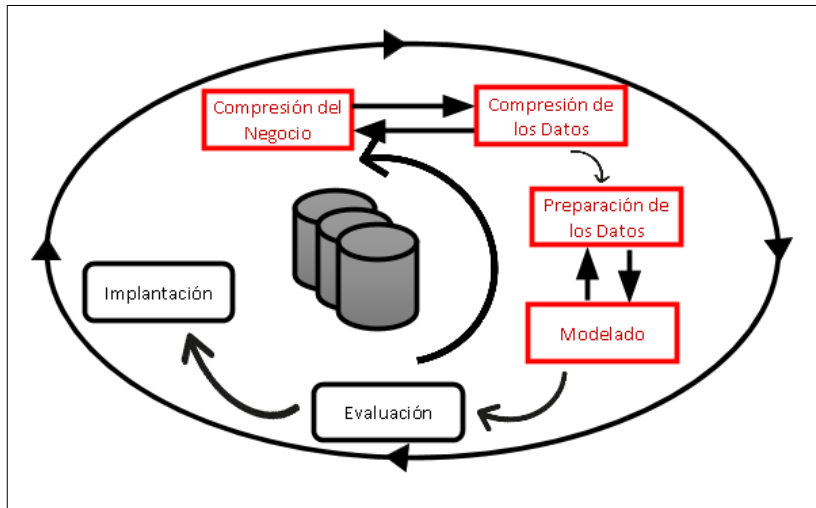 Compresión del
Negocio
Compresión de
los Datos
Preparación de
los Datos
Implantación
Modelado
Evaluación